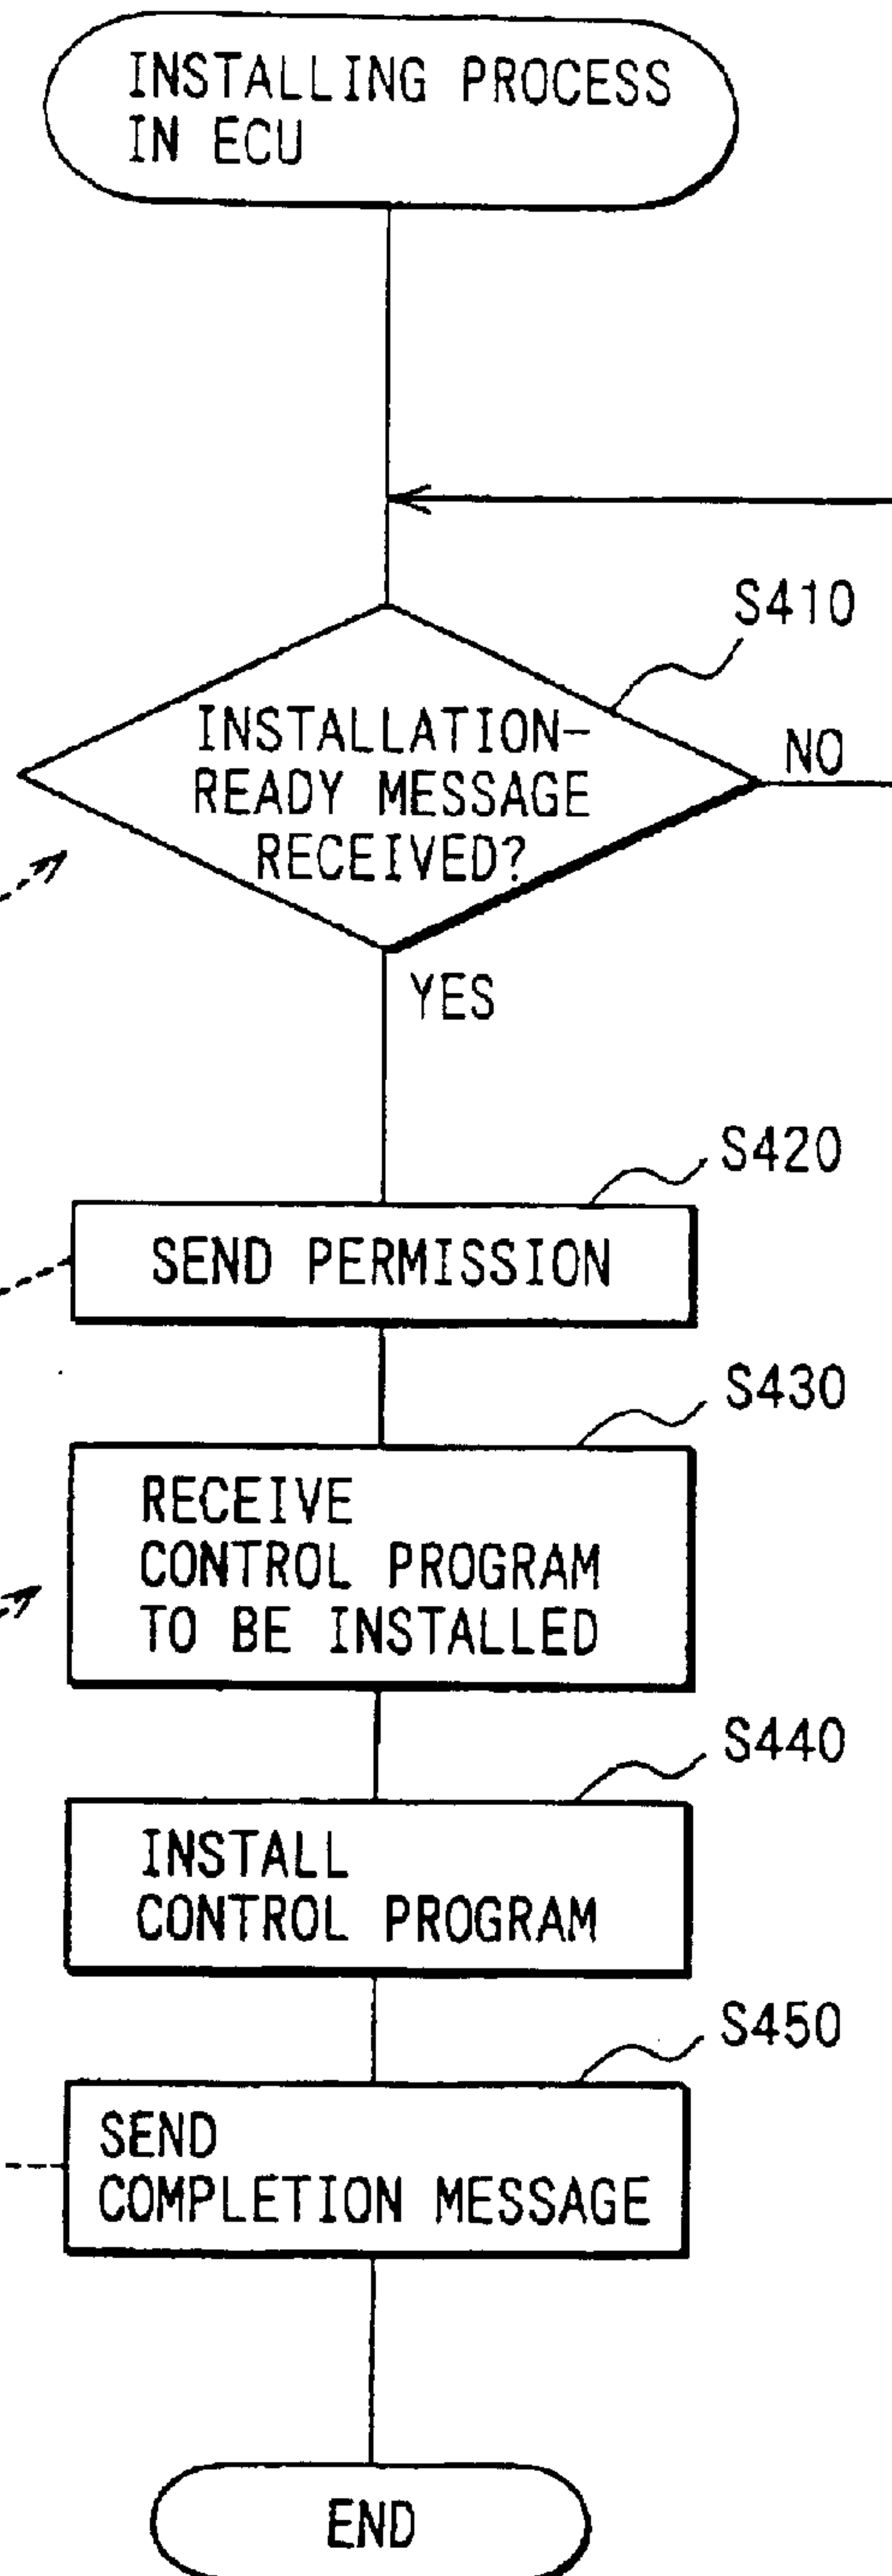 INSTALLING PROCESS
IN ECU
S410
INSTALLATION-
READY MESSAGE
RECEIVED?
NO
YES
S420
SEND PERMISSION
S430
RECEIVE
CONTROL PROGRAM
TO BE INSTALLED
S440
INSTALL
CONTROL PROGRAM
S450
SEND
COMPLETION MESSAGE
END